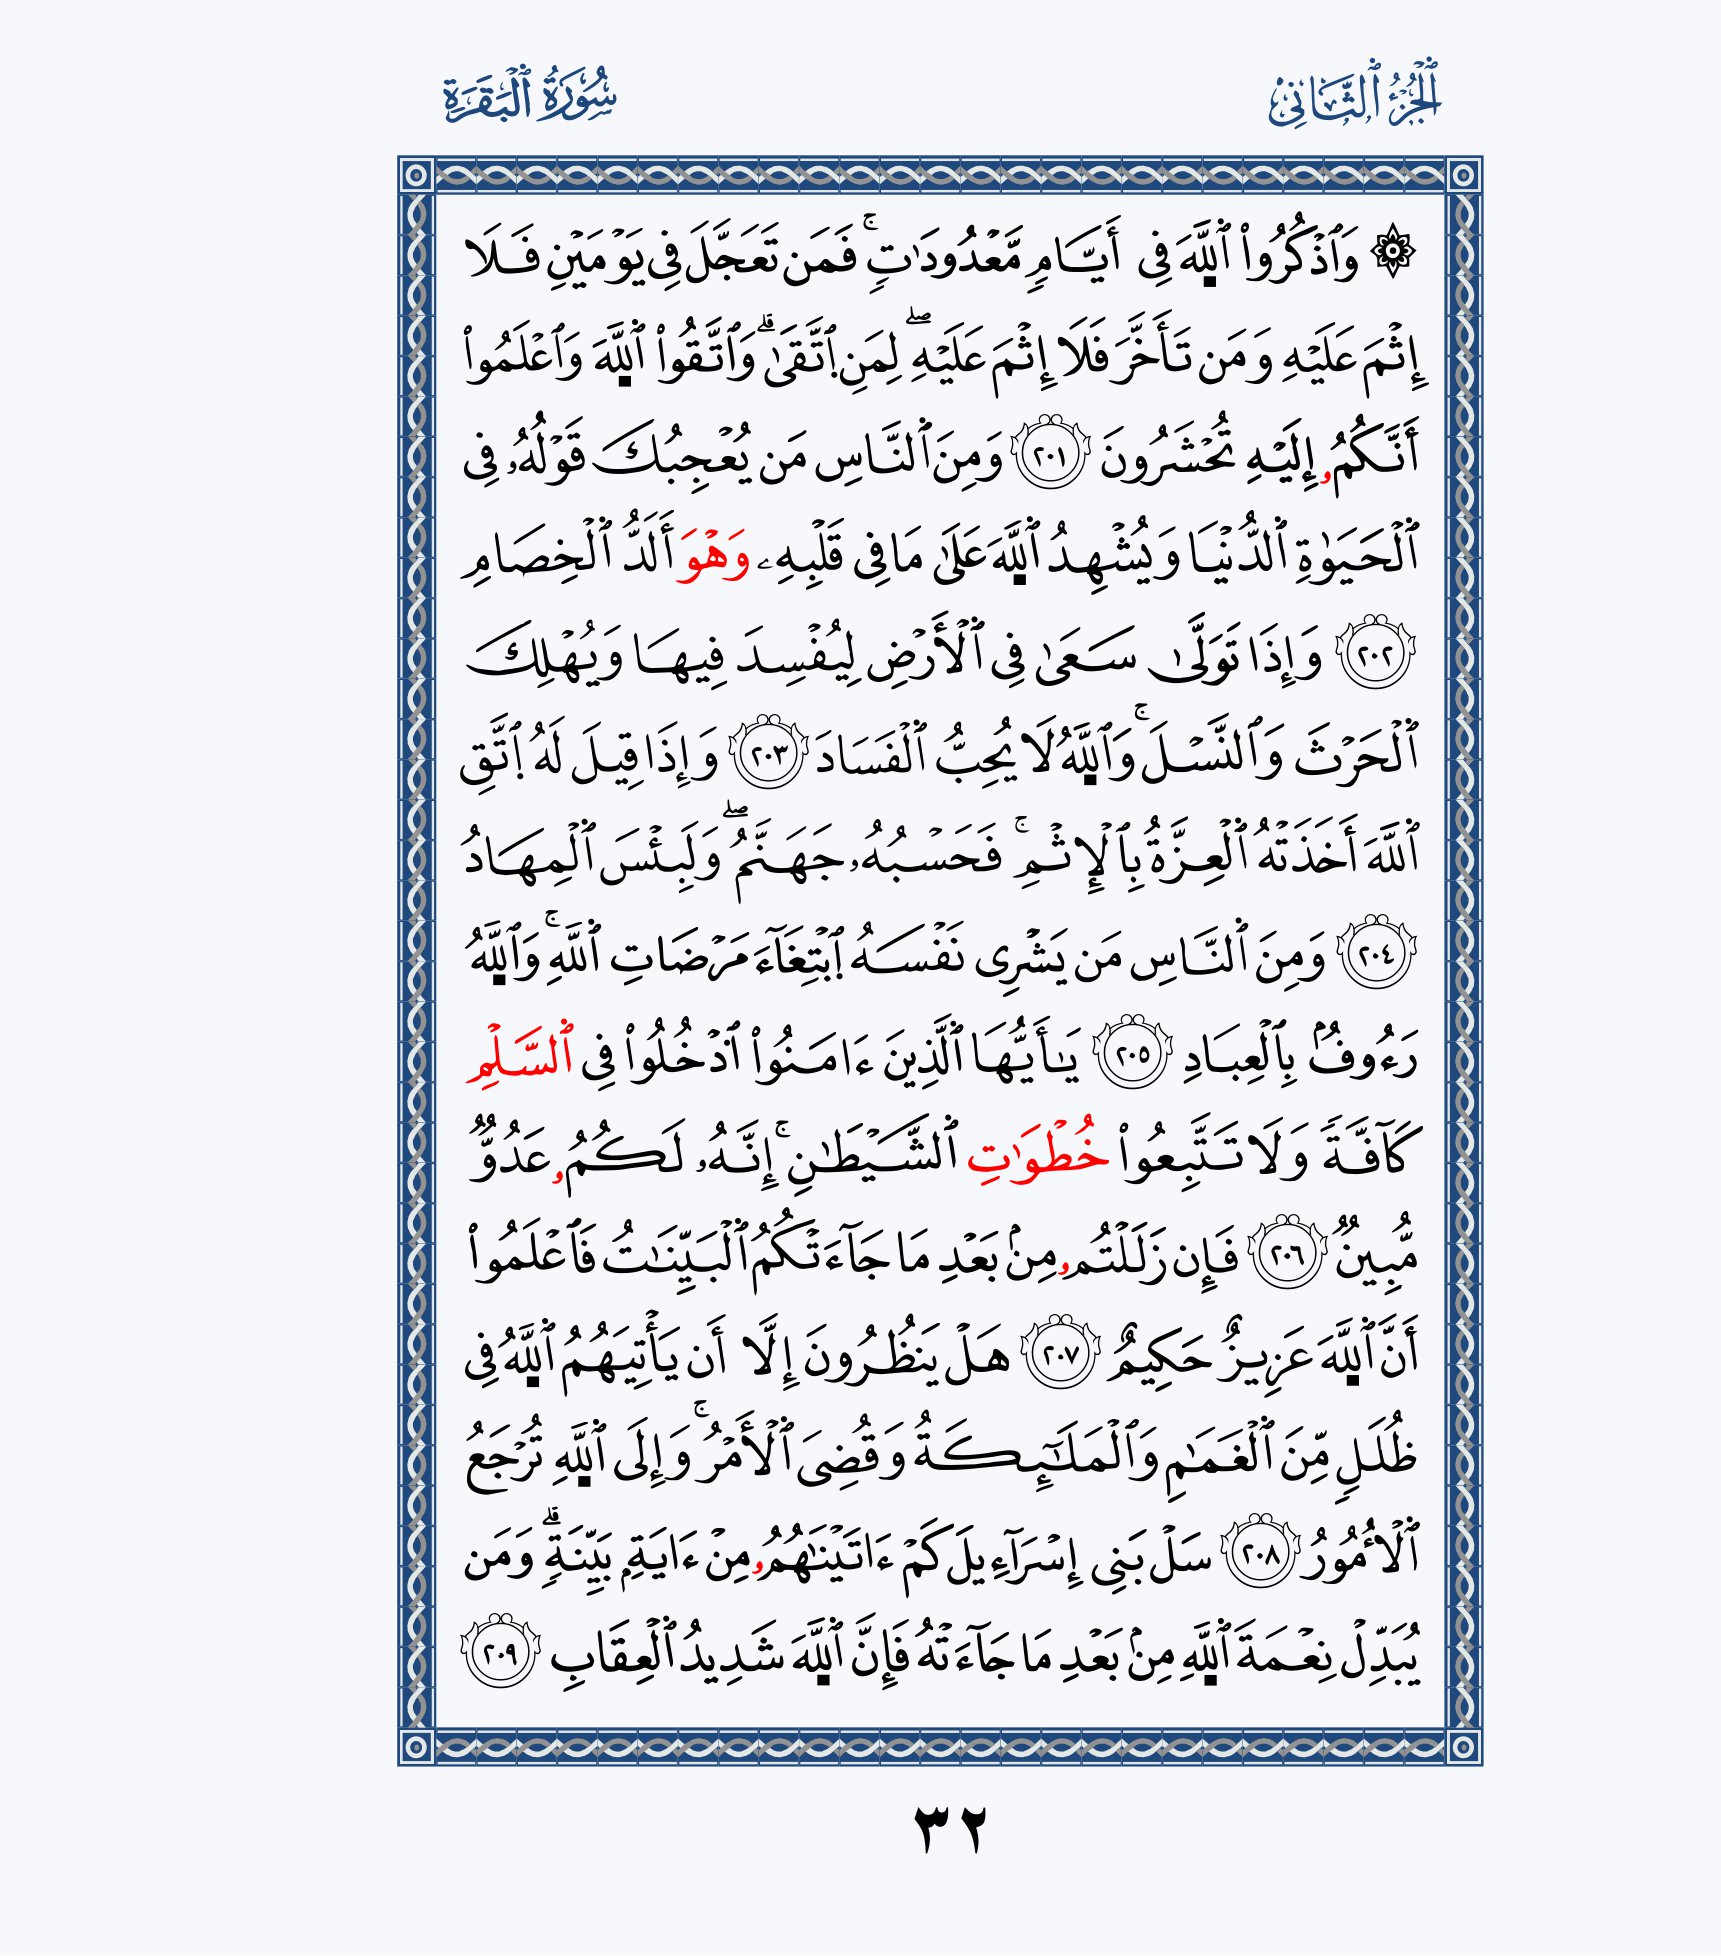 ٱلْجُزْءُ ٱلثَّانِي
سُورَةُ ٱلْبَقَرَةِ
۞ وَٱذْكُرُواْ ٱللَّهَ فِى أَيَّامٍ مَّعْدُودَٰتٍۚ فَمَن تَعَجَّلَ فِى يَوْمَيْنِ فَلَا
إِثْمَ عَلَيْهِ وَمَن تَأَخَّرَ فَلَا إِثْمَ عَلَيْهِۖ لِمَنِ ٱتَّقَىٰۗ وَٱتَّقُواْ ٱللَّهَ وَٱعْلَمُواْ
أَنَّكُمُۥ إِلَيْهِ تُحْشَرُونَ ٢٠١ وَمِنَ ٱلنَّاسِ مَن يُعْجِبُكَ قَوْلُهُۥ فِى
ٱلْحَيَوٰةِ ٱلدُّنْيَا وَيُشْهِدُ ٱللَّهَ عَلَىٰ مَا فِى قَلْبِهِۦ وَهْوَ أَلَدُّ ٱلْخِصَامِ
٢٠٢ وَإِذَا تَوَلَّىٰ سَعَىٰ فِى ٱلْأَرْضِ لِيُفْسِدَ فِيهَا وَيُهْلِكَ
ٱلْحَرْثَ وَٱلنَّسْلَۚ وَٱللَّهُ لَا يُحِبُّ ٱلْفَسَادَ ٢٠٣ وَإِذَا قِيلَ لَهُ ٱتَّقِ
ٱللَّهَ أَخَذَتْهُ ٱلْعِزَّةُ بِٱلْإِثْمِۚ فَحَسْبُهُۥ جَهَنَّمُۖ وَلَبِئْسَ ٱلْمِهَادُ
٢٠٤ وَمِنَ ٱلنَّاسِ مَن يَشْرِى نَفْسَهُ ٱبْتِغَآءَ مَرْضَاتِ ٱللَّهِۚ وَٱللَّهُ
رَءُوفُۢ بِٱلْعِبَادِ ٢٠٥ يَٰٓأَيُّهَا ٱلَّذِينَ ءَامَنُواْ ٱدْخُلُواْ فِى ٱلسَّلْمِ
كَآفَّةً وَلَا تَتَّبِعُواْ خُطْوَٰتِ ٱلشَّيْطَٰنِۚ إِنَّهُۥ لَكُمُۥ عَدُوٌّ
مُّبِينٌ ٢٠٦ فَإِن زَلَلْتُمُۥ مِنۢ بَعْدِ مَا جَآءَتْكُمُ ٱلْبَيِّنَٰتُ فَٱعْلَمُواْ
أَنَّ ٱللَّهَ عَزِيزٌ حَكِيمٌ ٢٠٧ هَلْ يَنظُرُونَ إِلَّا أَن يَأْتِيَهُمُ ٱللَّهُ فِى
ظُلَلٍ مِّنَ ٱلْغَمَٰمِ وَٱلْمَلَٰٓئِكَةُ وَقُضِىَ ٱلْأَمْرُۚ وَإِلَى ٱللَّهِ تُرْجَعُ
ٱلْأُمُورُ ٢٠٨ سَلْ بَنِى إِسْرَآءِيلَ كَمْ ءَاتَيْنَٰهُمُۥ مِنْ ءَايَةٍۭ بَيِّنَةٍۗ وَمَن
يُبَدِّلْ نِعْمَةَ ٱللَّهِ مِنۢ بَعْدِ مَا جَآءَتْهُ فَإِنَّ ٱللَّهَ شَدِيدُ ٱلْعِقَابِ ٢٠٩
٣٢